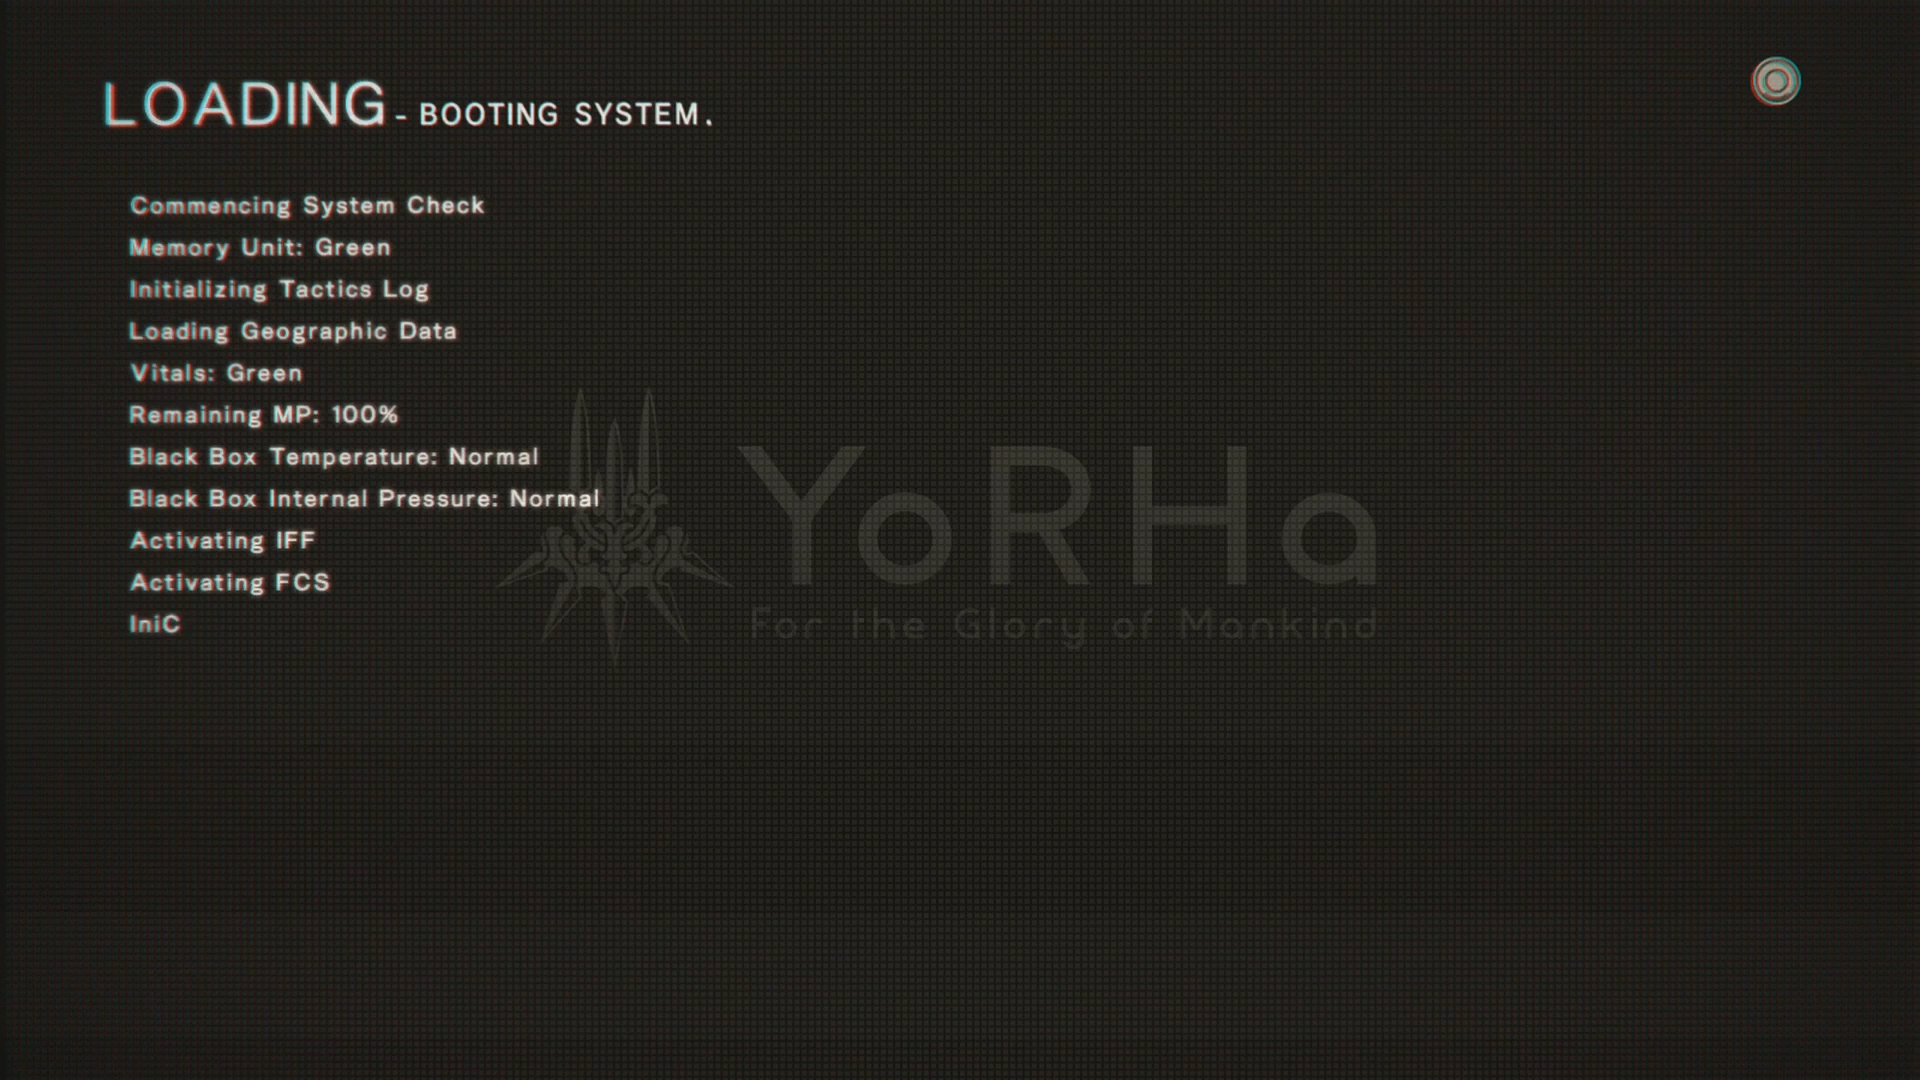 LOADING - BOOTING SYSTEM.
Commencing System Check
Memory Unit: Green
Initializing Tactics Log
Loading Geographic Data
Vitals: Green
Remaining MP: 100%
Black Box Temperature: Normal
Black Box Internal Pressure: Normal
Activating IFF
Activating FCS
IniC
YoRHa
For the Glory of Mankind